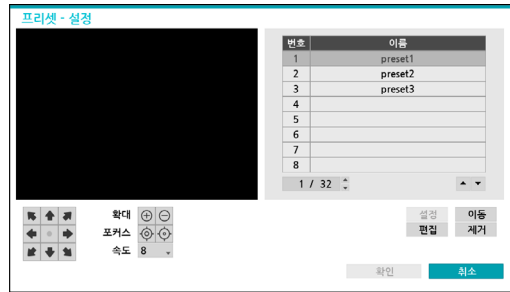 프리셋 - 설정
번호 이름
1 preset1
2 preset2
3 preset3
4
5
6
7
8
1 / 32
확대
포커스
속도 8
설정 이동
편집 제거
확인 취소